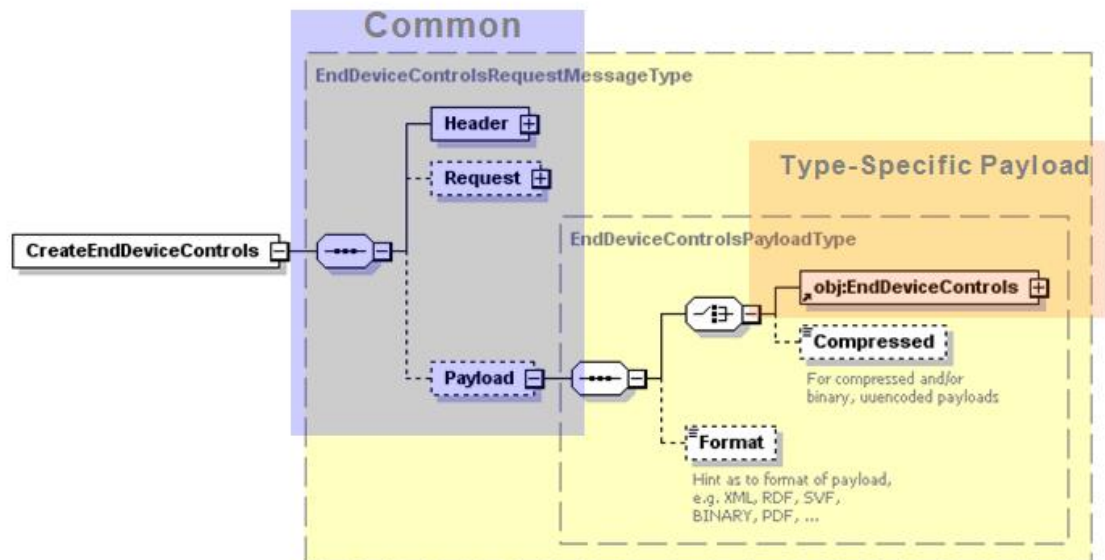 Common
EndDeviceControlsRequestMessageType
Header
Request
Type-Specific Payload
CreateEndDeviceControls
EndDeviceControlsPayloadType
obj:EndDeviceControls
Compressed
For compressed and/or
binary, uuencoded payloads
Payload
Format
Hint as to format of payload,
e.g. XML, RDF, SVF,
BINARY, PDF, ...